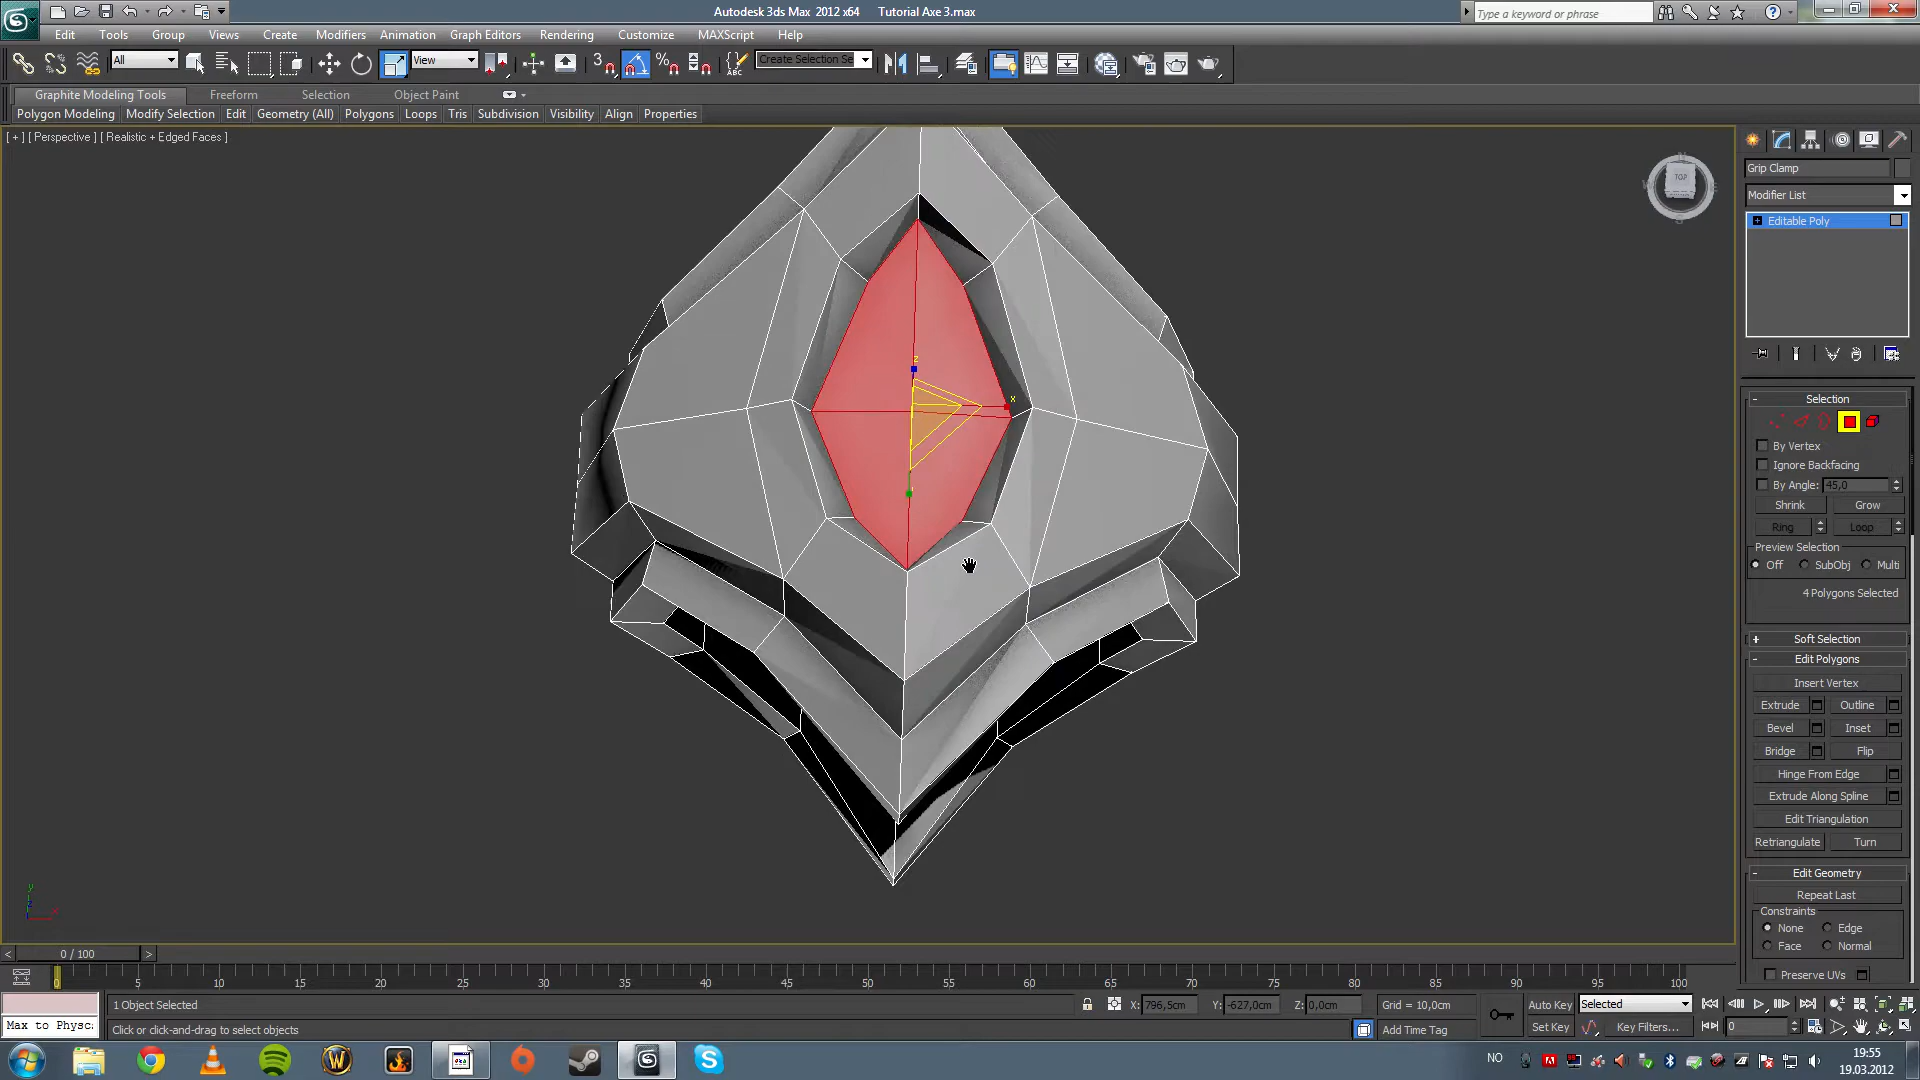 Autodesk 3ds Max 2012 x64 Tutorial Axe 3.max
Type a keyword or phrase
Edit Tools Group Views Create Modifiers Animation Graph Editors Rendering Customize MAXScript Help
All View 3 Create Selection Se
Graphite Modeling Tools Freeform Selection Object Paint
Polygon Modeling Modify Selection Edit Geometry (All) Polygons Loops Tris Subdivision Visibility Align Properties
[ + ] [ Perspective ] [ Realistic + Edged Faces ]
TOP
Grip Clamp
Modifier List
Editable Poly
z
x
Selection
By Vertex
Ignore Backfacing
By Angle: 45,0
Shrink Grow
Ring Loop
Preview Selection
Off SubObj Multi
4 Polygons Selected
Soft Selection
Edit Polygons
Insert Vertex
Extrude Outline
Bevel Inset
Bridge Flip
Hinge From Edge
Extrude Along Spline
Edit Triangulation
Retriangulate Turn
Edit Geometry
Repeat Last
Constraints
None Edge
Face Normal
Preserve UVs
0 / 100
0 5 10 15 20 25 30 35 40 45 50 55 60 65 70 75 80 85 90 95 100
1 Object Selected X: 796,5cm Y: -627,0cm Z: 0,0cm Grid = 10,0cm Auto Key Selected
Max to Physc: Click or click-and-drag to select objects Add Time Tag Set Key Key Filters... 0
NO 19:55
19.03.2012